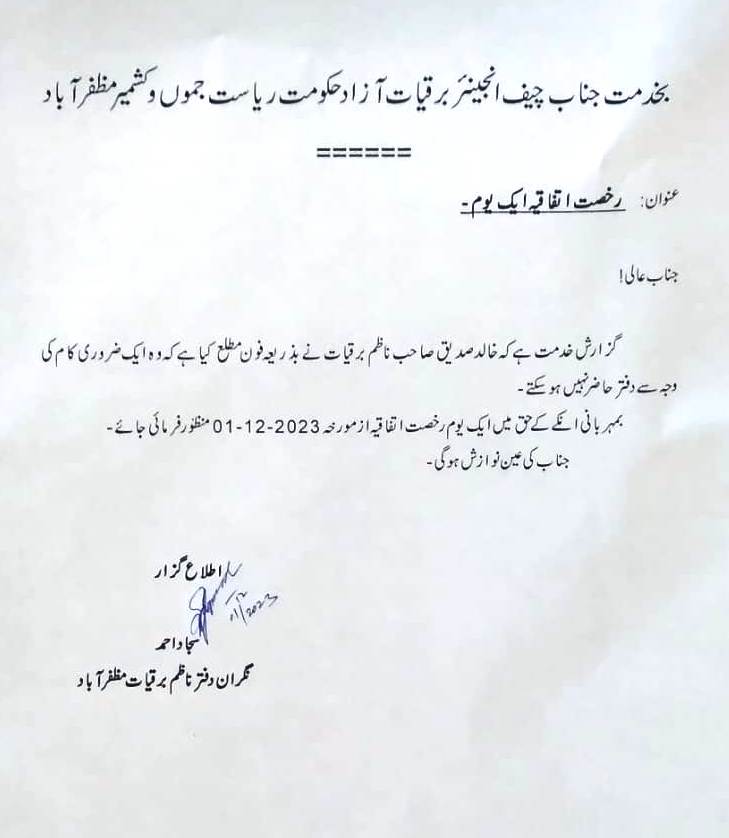 بخدمت جناب چیف انجینئر برقیات آزاد حکومت ریاست جموں و کشمیر مظفرآباد
======
عنوان: رخصت اتفاقیہ ایک یوم۔
جناب عالی!
گزارش خدمت ہے کہ خالد صدیق صاحب ناظم برقیات نے بذریعہ فون مطلع کیا ہے کہ وہ ایک ضروری کام کی
وجہ سے دفتر حاضر نہیں ہو سکتے۔
بمہربانی انکے حق میں ایک یوم رخصت اتفاقیہ از مورخہ 2023-12-01 منظور فرمائی جائے۔
جناب کی عین نوازش ہوگی۔
اطلاع گزار
01/12/2023
سجاد احمد
نگران دفتر ناظم برقیات مظفرآباد